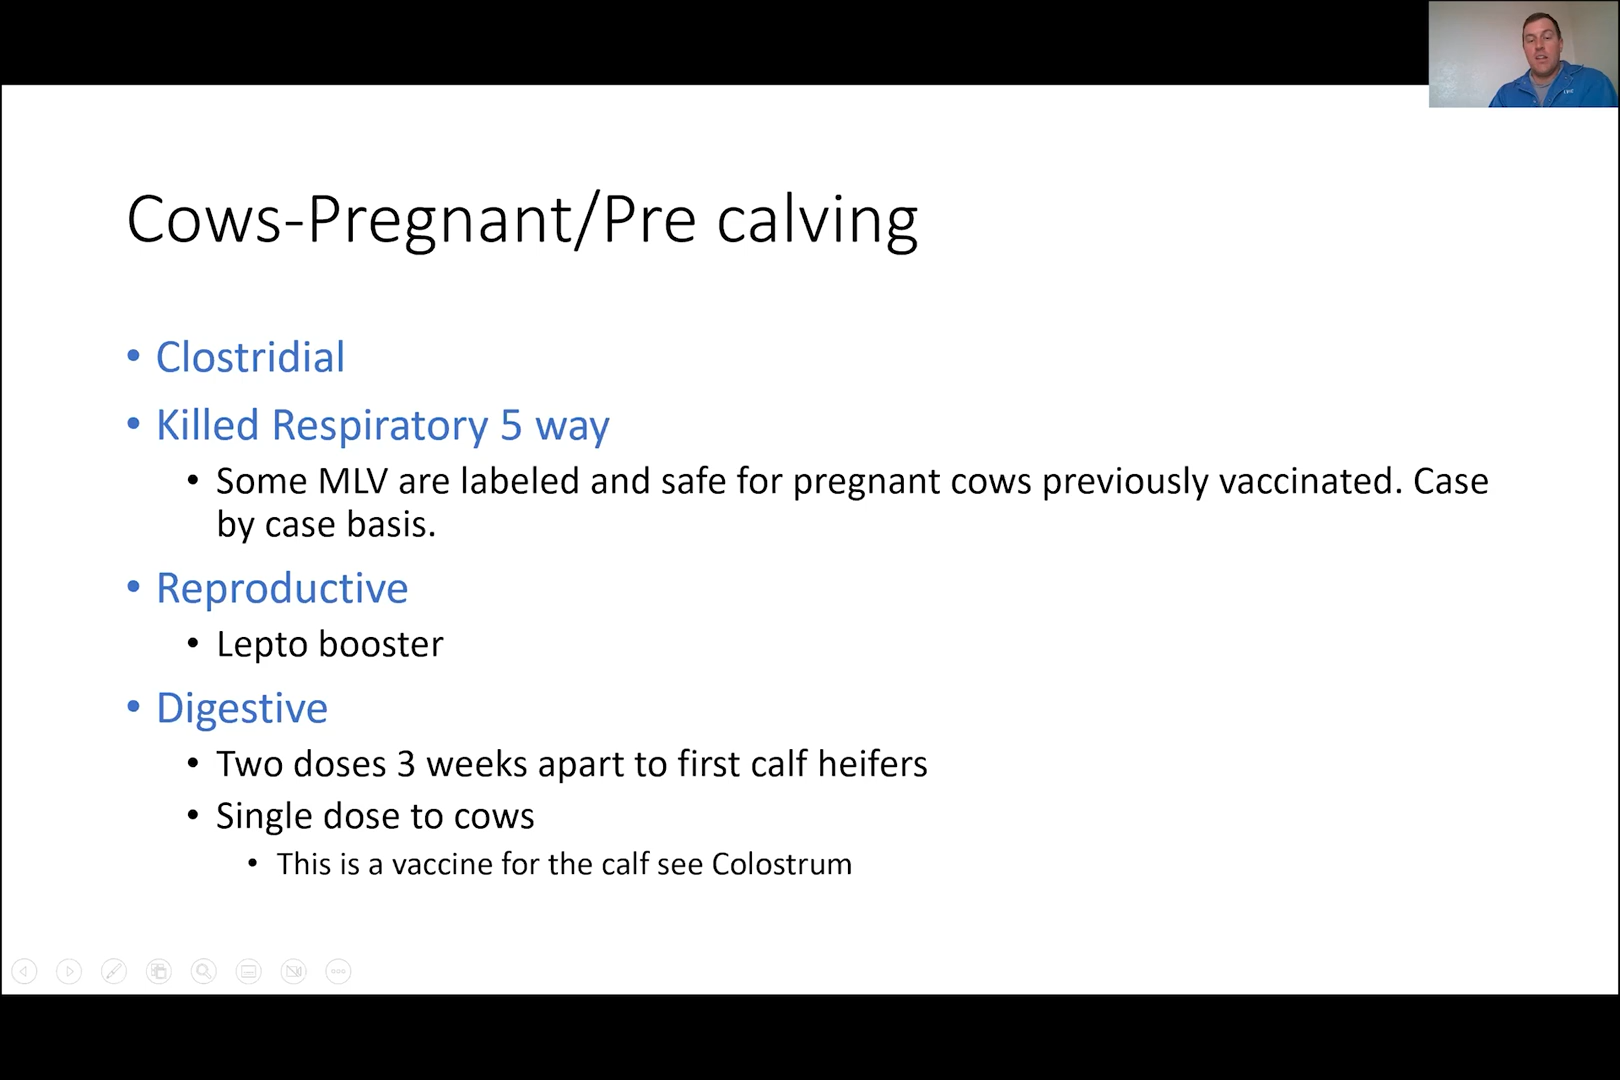 Cows-Pregnant/Pre calving
• Clostridial
• Killed Respiratory 5 way
• Some MLV are labeled and safe for pregnant cows previously vaccinated. Case
by case basis.
• Reproductive
• Lepto booster
• Digestive
• Two doses 3 weeks apart to first calf heifers
• Single dose to cows
• This is a vaccine for the calf see Colostrum